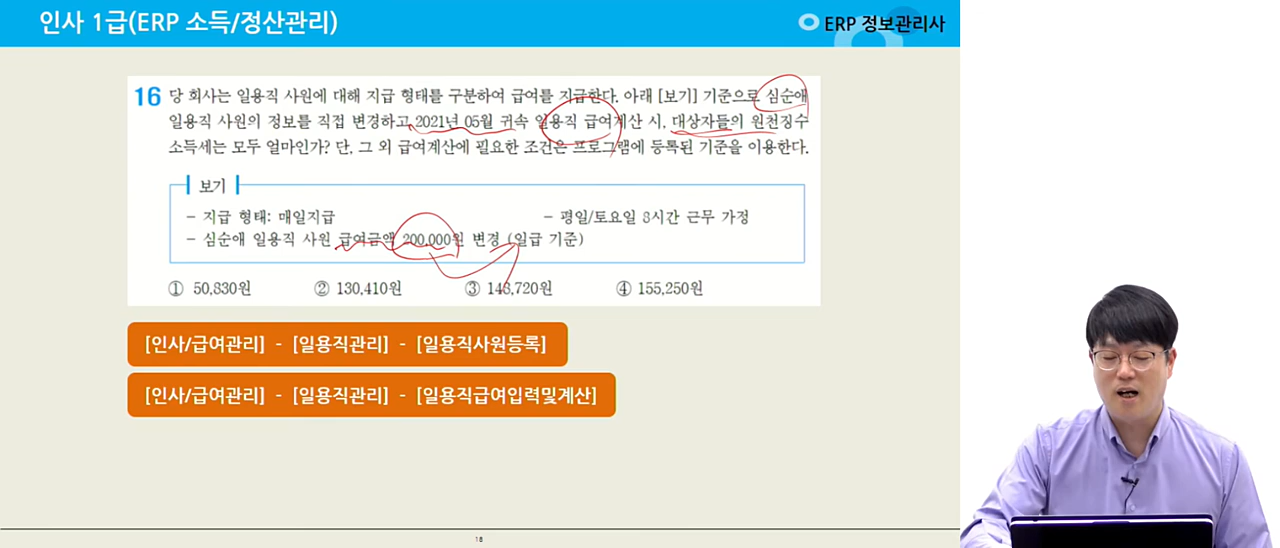 인사 1급(ERP 소득/정산관리)
ERP 정보관리사
16 당 회사는 일용직 사원에 대해 지급 형태를 구분하여 급여를 지급한다. 아래 [보기] 기준으로 심순애
일용직 사원의 정보를 직접 변경하고 2021년 05월 귀속 일용직 급여계산 시, 대상자들의 원천징수
소득세는 모두 얼마인가? 단, 그 외 급여계산에 필요한 조건은 프로그램에 등록된 기준을 이용한다.
보기
- 지급 형태: 매일지급 - 평일/토요일 8시간 근무 가정
- 심순애 일용직 사원 급여금액 200,000원 변경 (일급 기준)
① 50,830원 ② 130,410원 ③ 148,720원 ④ 155,250원
[인사/급여관리] - [일용직관리] - [일용직사원등록]
[인사/급여관리] - [일용직관리] - [일용직급여입력및계산]
18